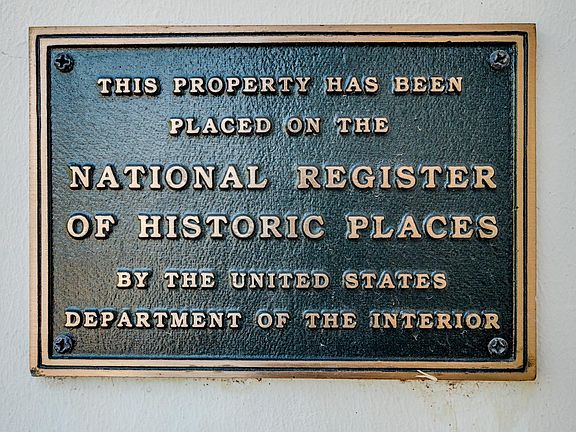 THIS PROPERTY HAS BEEN
PLACED ON THE
NATIONAL REGISTER
OF HISTORIC PLACES
BY THE UNITED STATES
DEPARTMENT OF THE INTERIOR